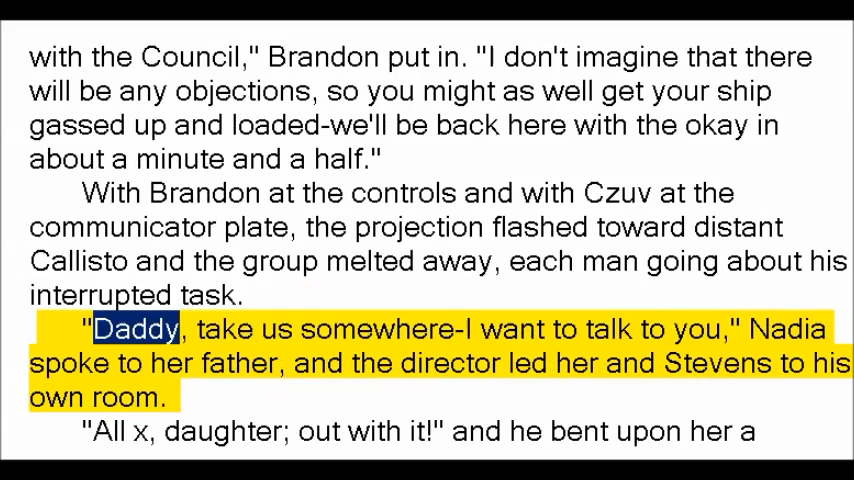 with the Council," Brandon put in. "I don't imagine that there
will be any objections, so you might as well get your ship
gassed up and loaded-we'll be back here with the okay in
about a minute and a half."
With Brandon at the controls and with Czuv at the
communicator plate, the projection flashed toward distant
Callisto and the group melted away, each man going about his
interrupted task.
"Daddy, take us somewhere-I want to talk to you," Nadia
spoke to her father, and the director led her and Stevens to his
own room.
"All x, daughter; out with it!" and he bent upon her a